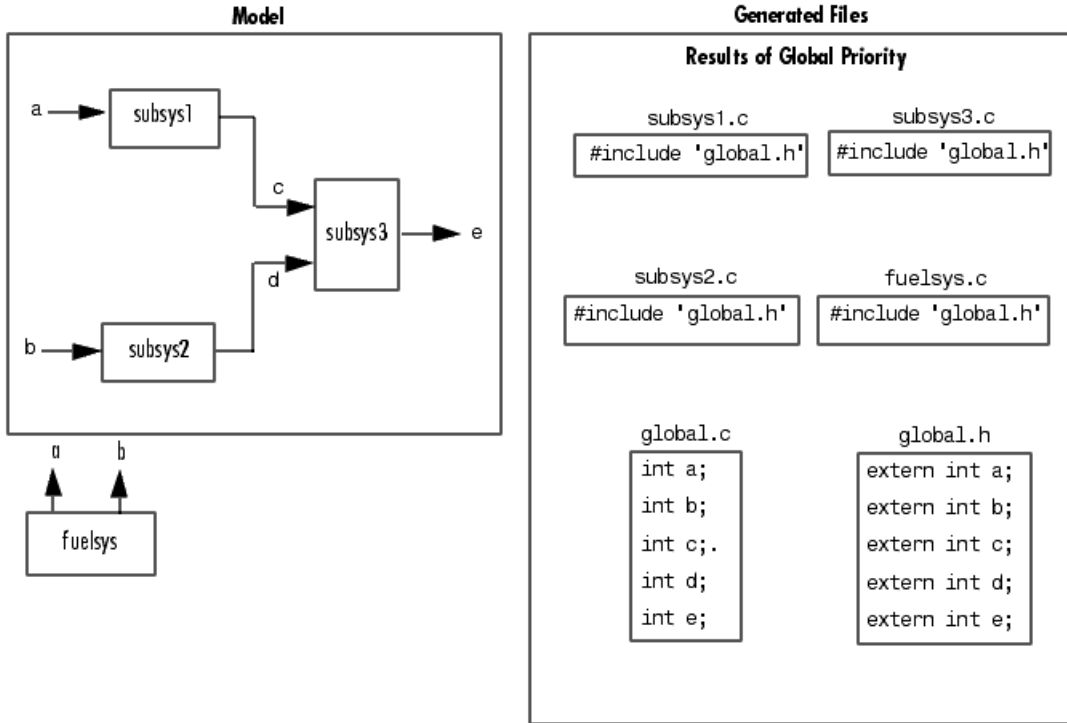 Model
a
subsys1
c
subsys3
e
d
b
subsys2
a
b
fuelsys
Generated Files
Results of Global Priority
subsys1.c
#include 'global.h'
subsys3.c
#include 'global.h'
subsys2.c
#include 'global.h'
fuelsys.c
#include 'global.h'
global.c
int a;
int b;
int c;.
int d;
int e;
global.h
extern int a;
extern int b;
extern int c;
extern int d;
extern int e;